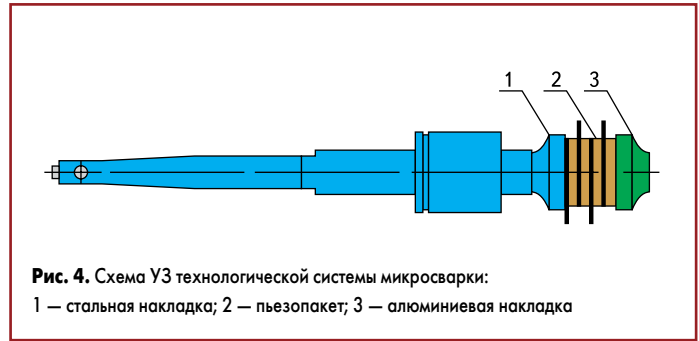 1 2 3
Рис. 4. Схема УЗ технологической системы микросварки:
1 — стальная накладка; 2 — пьезопакет; 3 — алюминиевая накладка